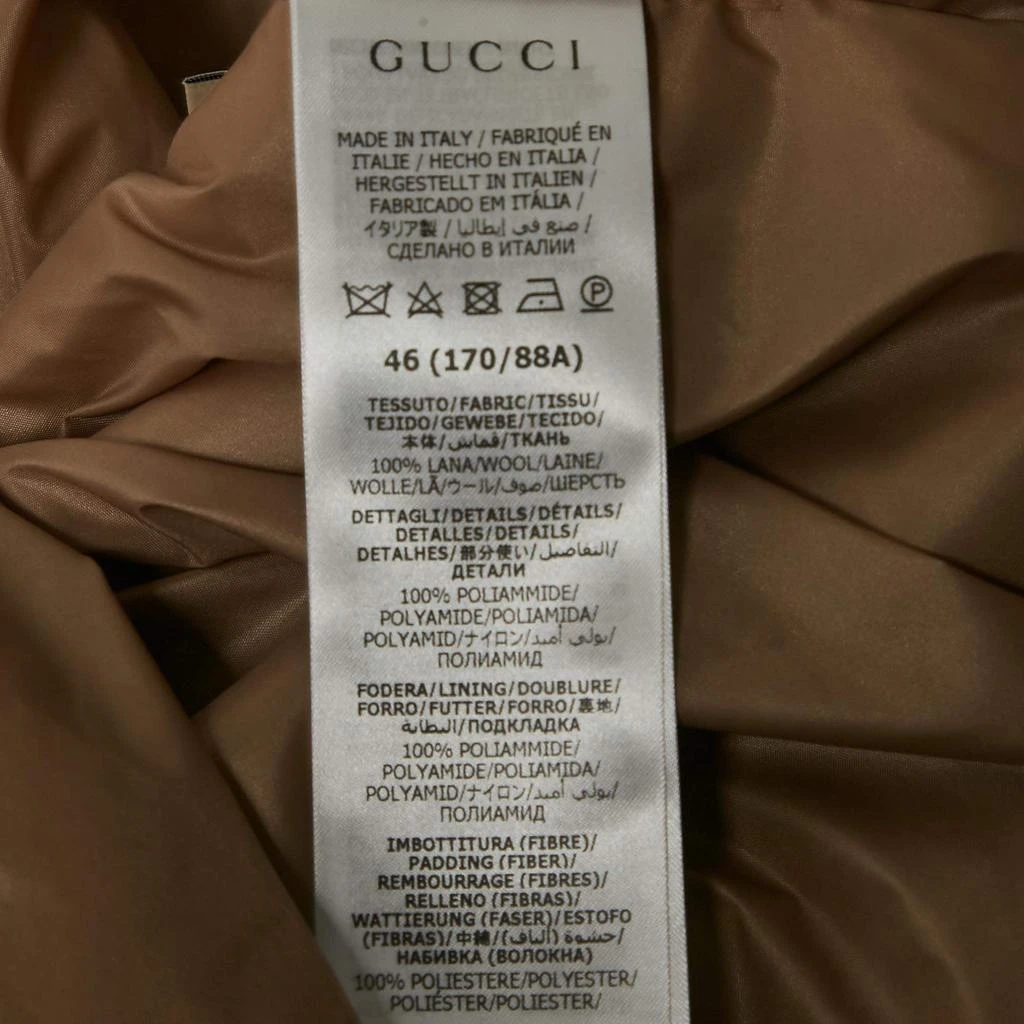 GUCCI
MADE IN ITALY / FABRIQUÉ EN
ITALIE / HECHO EN ITALIA /
HERGESTELLT IN ITALIEN /
FABRICADO EM ITÁLIA /
イタリア製 / صنع في إيطاليا /
СДЕЛАНО В ИТАЛИИ
P
46 (170/88A)
TESSUTO/FABRIC/TISSU/
TEJIDO/GEWEBE/TECIDO/
本体/قماش/ТКАНЬ
100% LANA/WOOL/LAINE/
WOLLE/LÃ/ウール/صوف/ШЕРСТЬ
DETTAGLI/DETAILS/DÉTAILS/
DETALLES/DETAILS/
DETALHES/部分使い/التفاصيل/
ДЕТАЛИ
100% POLIAMMIDE/
POLYAMIDE/POLIAMIDA/
POLYAMID/ナイロン/بولي أميد/
ПОЛИАМИД
FODERA/LINING/DOUBLURE/
FORRO/FUTTER/FORRO/裏地/
البطانة/ПОДКЛАДКА
100% POLIAMMIDE/
POLYAMIDE/POLIAMIDA/
POLYAMID/ナイロン/بولي أميد/
ПОЛИАМИД
IMBOTTITURA (FIBRE)/
PADDING (FIBER)/
REMBOURRAGE (FIBRES)/
RELLENO (FIBRAS)/
WATTIERUNG (FASER)/ESTOFO
(FIBRAS)/中綿/حشوة (ألياف)/
НАБИВКА (ВОЛОКНА)
100% POLIESTERE/POLYESTER/
POLIÉSTER/POLIESTER/